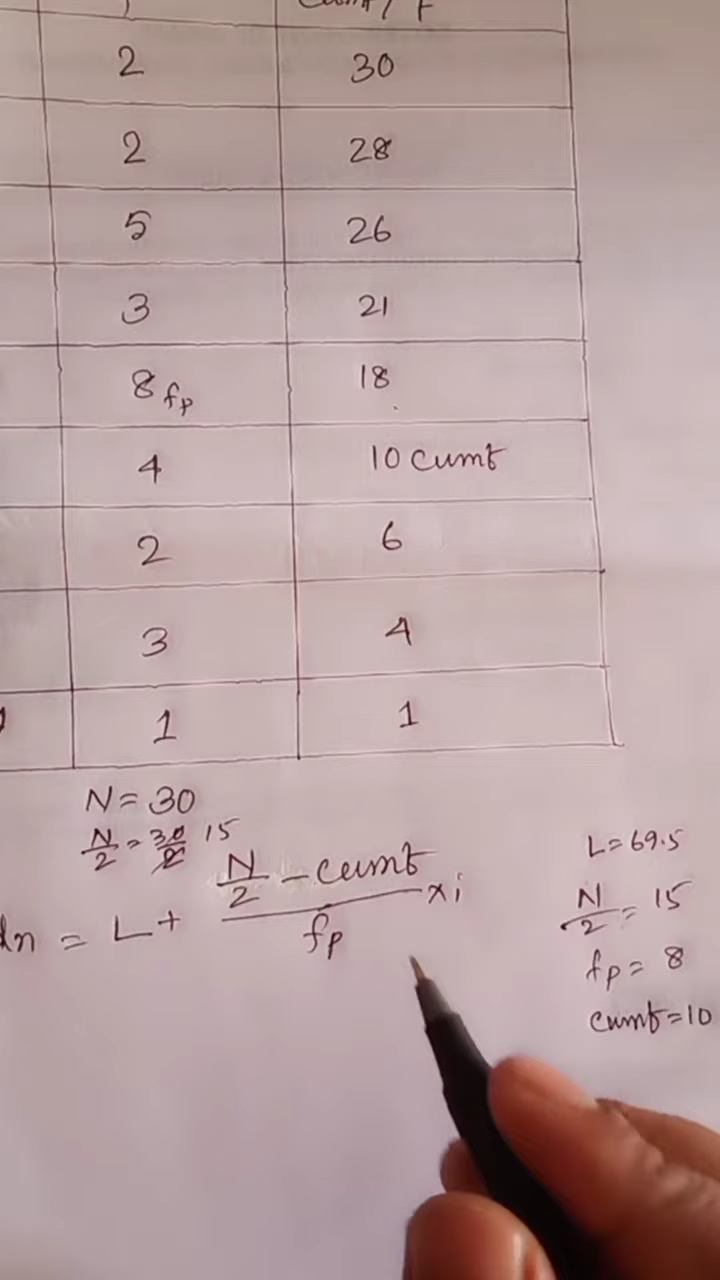 2 30
2 28
5 26
3 21
8 fp 18
4 10 Cumf
2 6
3 4
1 1
N = 30
N/2 = 30/2 15
= L + N/2 - cumf / fp × i
L = 69.5
N/2 = 15
fp = 8
cumf = 10